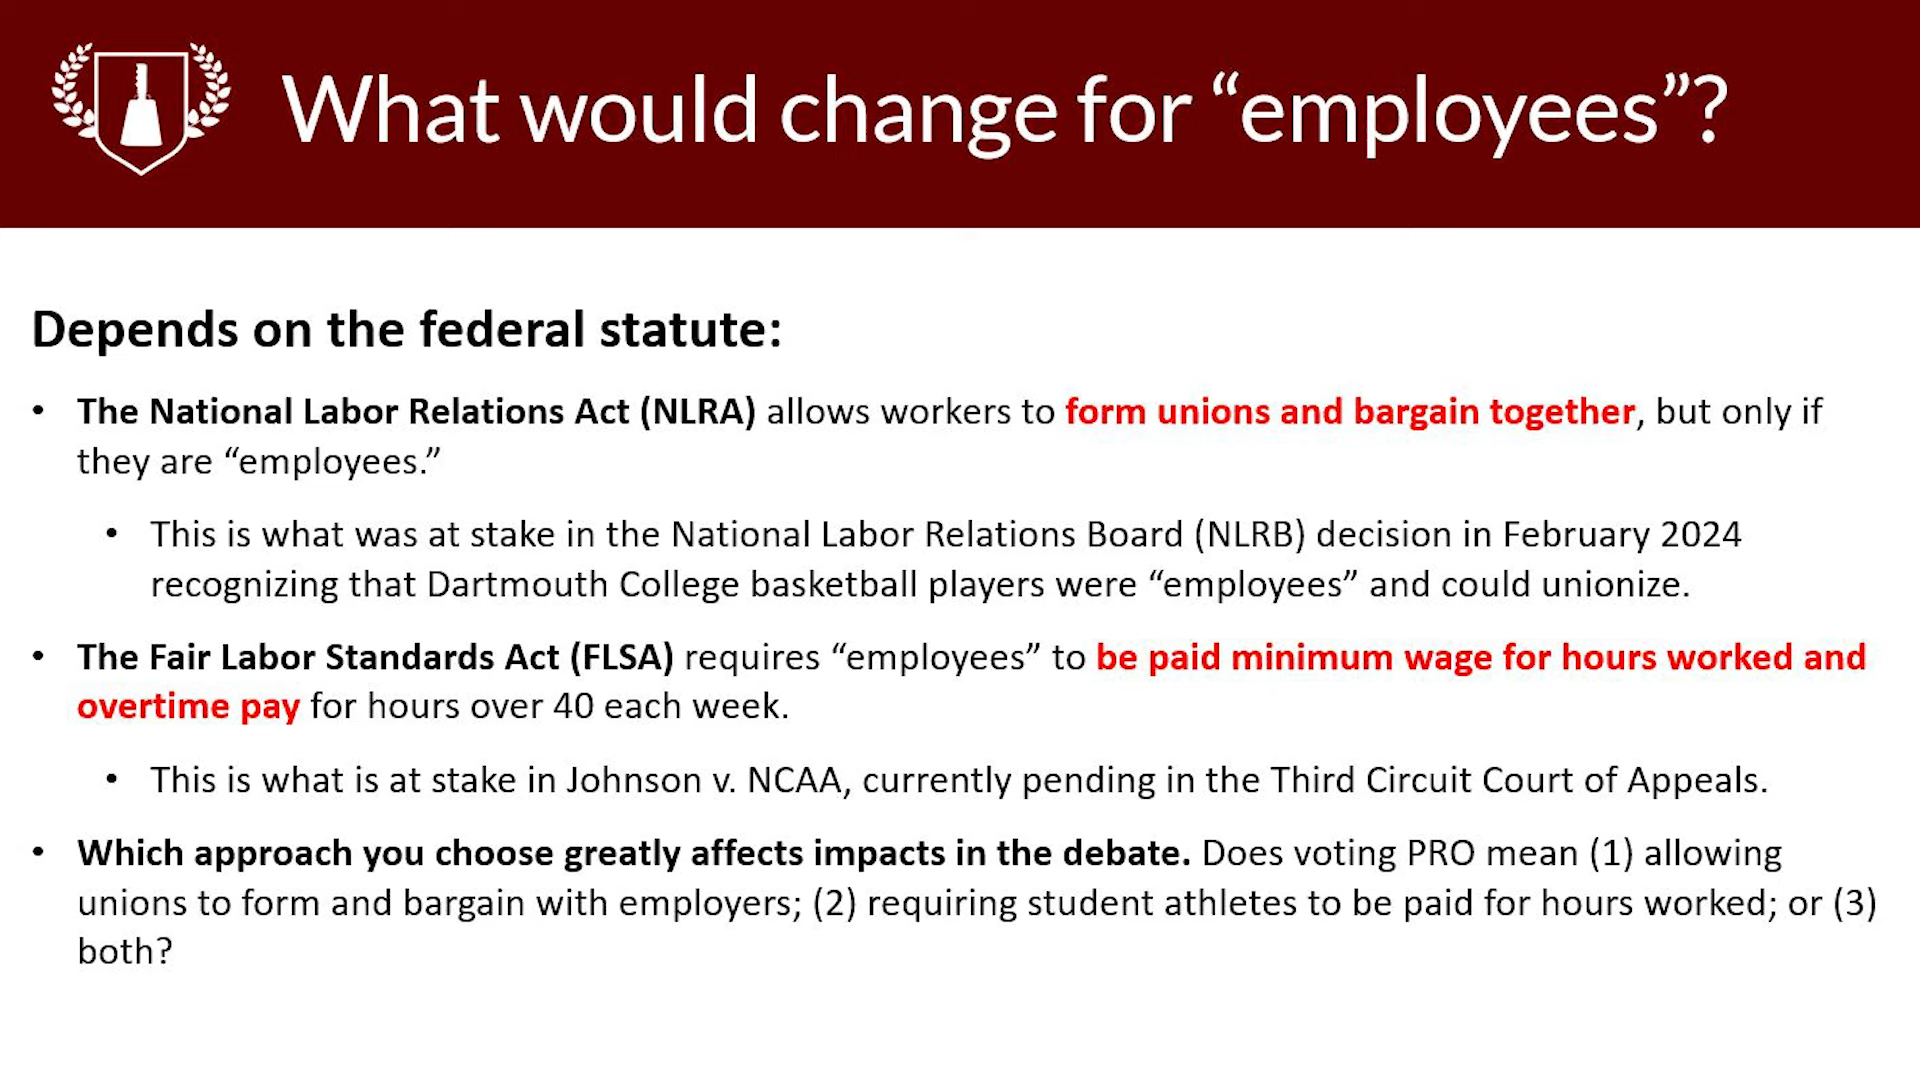 What would change for “employees”?
Depends on the federal statute:
• The National Labor Relations Act (NLRA) allows workers to form unions and bargain together, but only if
they are “employees.”
• This is what was at stake in the National Labor Relations Board (NLRB) decision in February 2024
recognizing that Dartmouth College basketball players were “employees” and could unionize.
• The Fair Labor Standards Act (FLSA) requires “employees” to be paid minimum wage for hours worked and
overtime pay for hours over 40 each week.
• This is what is at stake in Johnson v. NCAA, currently pending in the Third Circuit Court of Appeals.
• Which approach you choose greatly affects impacts in the debate. Does voting PRO mean (1) allowing
unions to form and bargain with employers; (2) requiring student athletes to be paid for hours worked; or (3)
both?